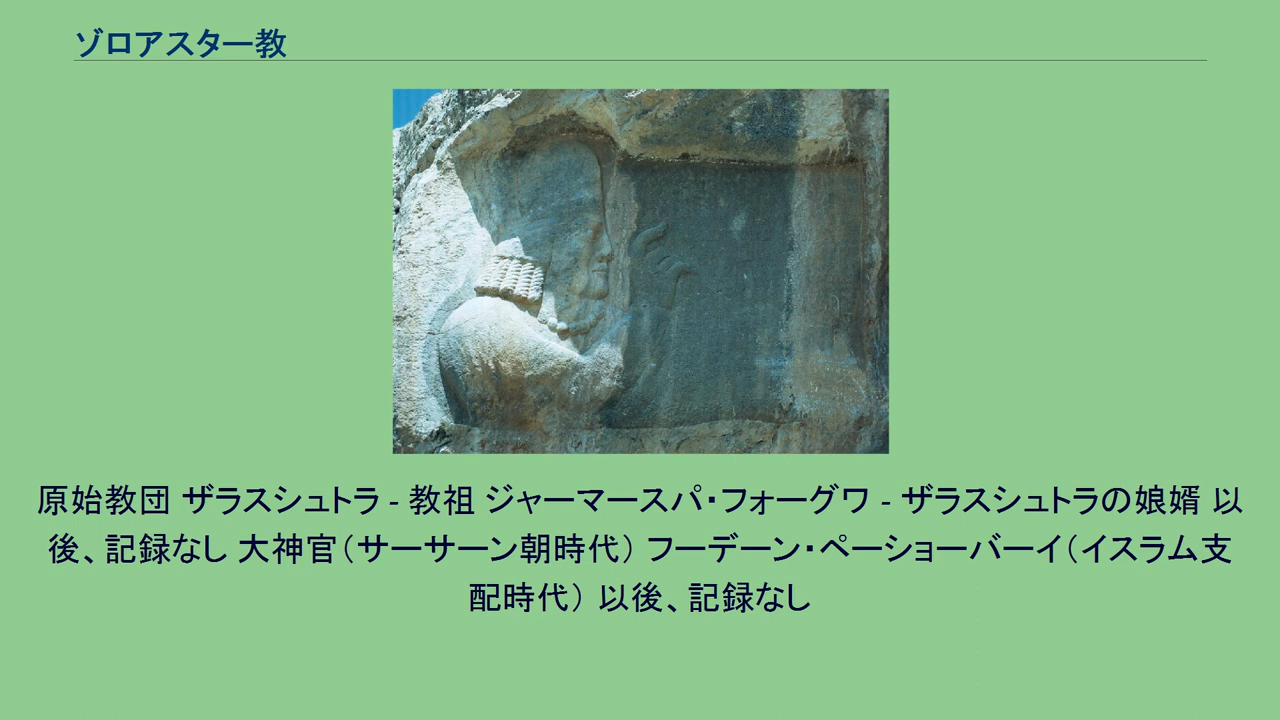 ゾロアスター教
原始教団 ザラスシュトラ - 教祖 ジャーマースパ・フォーグワ - ザラスシュトラの娘婿 以
後、記録なし 大神官（サーサーン朝時代） フーデーン・ペーショーバーイ（イスラム支
配時代） 以後、記録なし